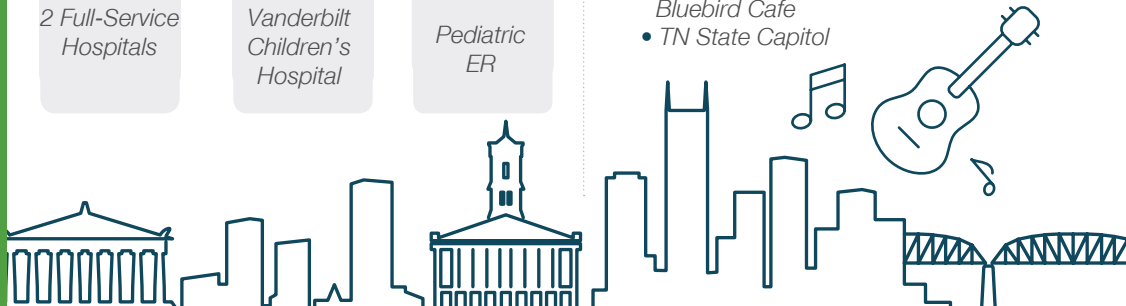 2 Full-Service
Hospitals
Vanderbilt
Children’s
Hospital
Pediatric
ER
Bluebird Cafe
• TN State Capitol